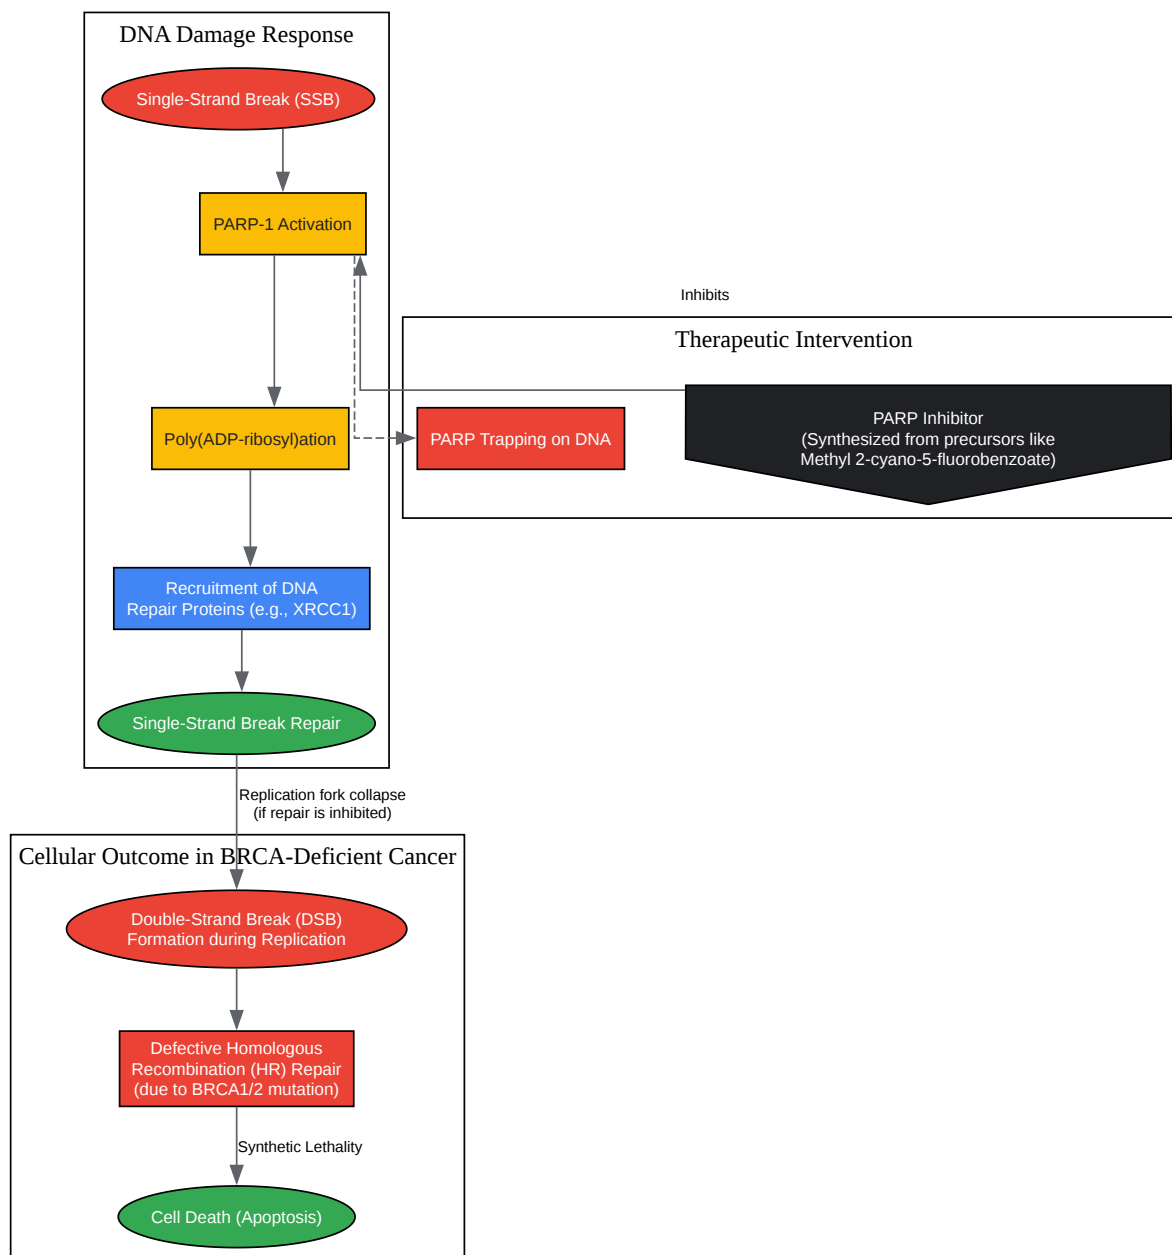 DNA Damage Response
Single-Strand Break (SSB)
PARP-1 Activation
Inhibits
Therapeutic Intervention
PARP Inhibitor
(Synthesized from precursors like
Methyl 2-cyano-5-fluorobenzoate)
Poly(ADP-ribosyl)ation
PARP Trapping on DNA
Recruitment of DNA
Repair Proteins (e.g., XRCC1)
Single-Strand Break Repair
Replication fork collapse
(if repair is inhibited)
Cellular Outcome in BRCA-Deficient Cancer
Double-Strand Break (DSB)
Formation during Replication
Defective Homologous
Recombination (HR) Repair
(due to BRCA1/2 mutation)
Synthetic Lethality
Cell Death (Apoptosis)